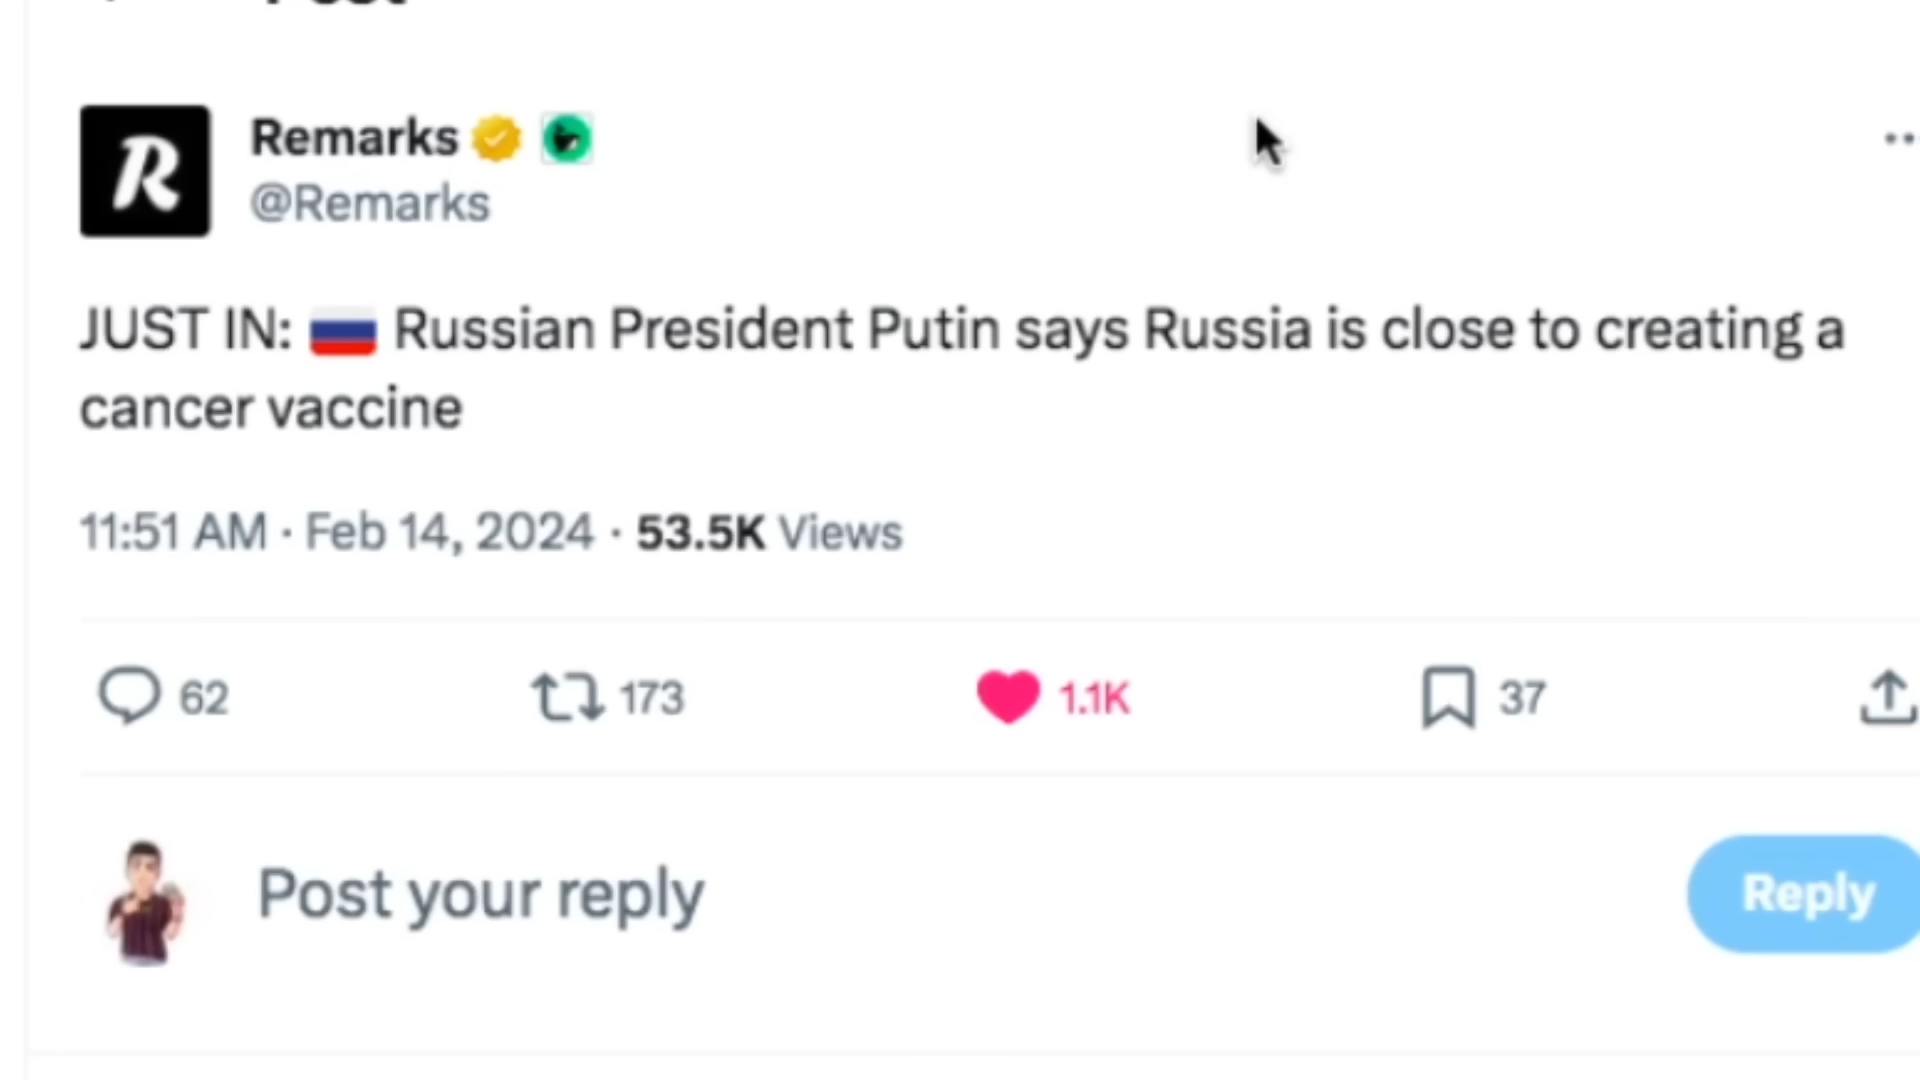 Remarks
@Remarks
JUST IN: 🇷🇺 Russian President Putin says Russia is close to creating a
cancer vaccine
11:51 AM · Feb 14, 2024 · 53.5K Views
62 173 1.1K 37
Post your reply
Reply